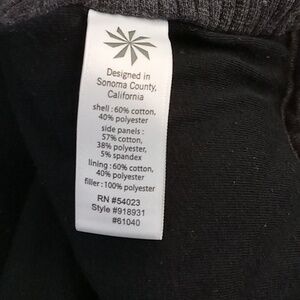 Designed in
Sonoma County,
California
shell : 60% cotton,
40% polyester
side panels :
57% cotton,
38% polyester,
5% spandex
lining : 60% cotton,
40% polyester
filler : 100% polyester
RN #54023
Style #918931
#61040